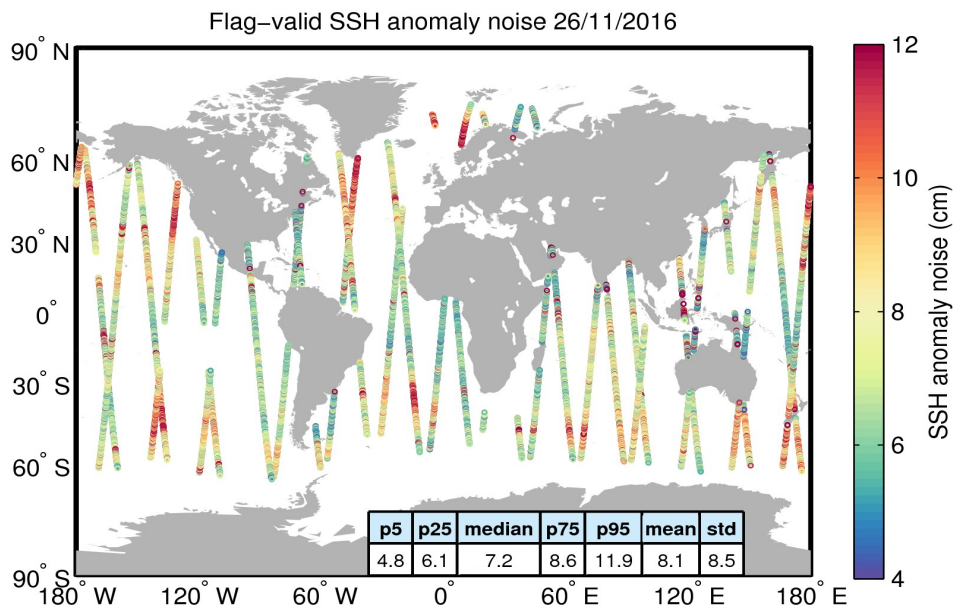 Flag−valid SSH anomaly noise 26/11/2016
90° N
60° N
30° N
0°
30° S
60° S
90° S
180° W
120° W
60° W
0°
60° E
120° E
180° E
p5 p25 median p75 p95 mean std
4.8 6.1 7.2 8.6 11.9 8.1 8.5
12
10
8
6
4
SSH anomaly noise (cm)